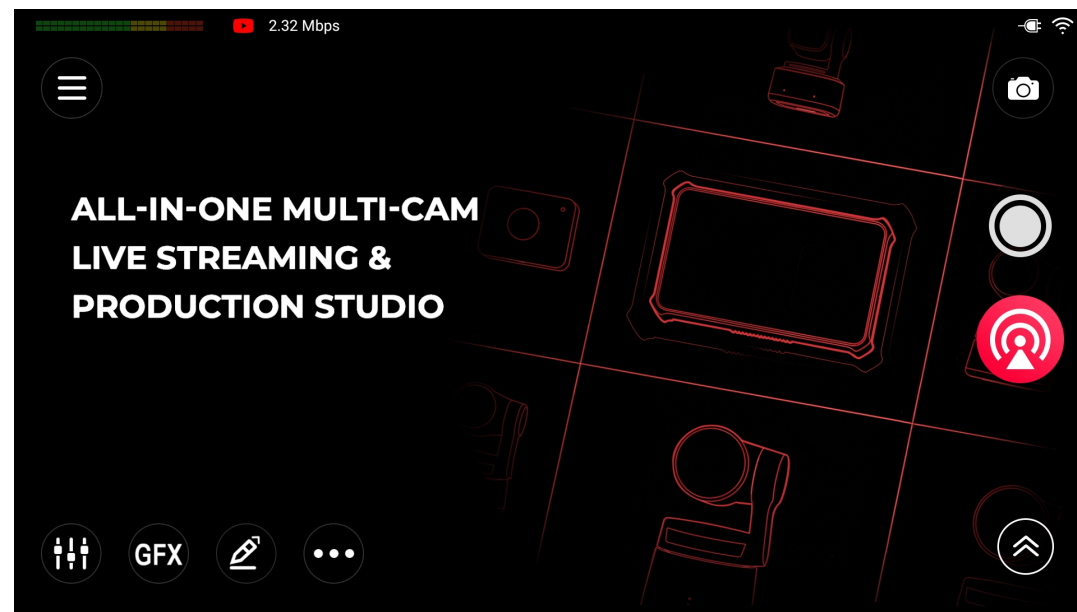 2.32 Mbps
ALL-IN-ONE MULTI-CAM
LIVE STREAMING &
PRODUCTION STUDIO
GFX